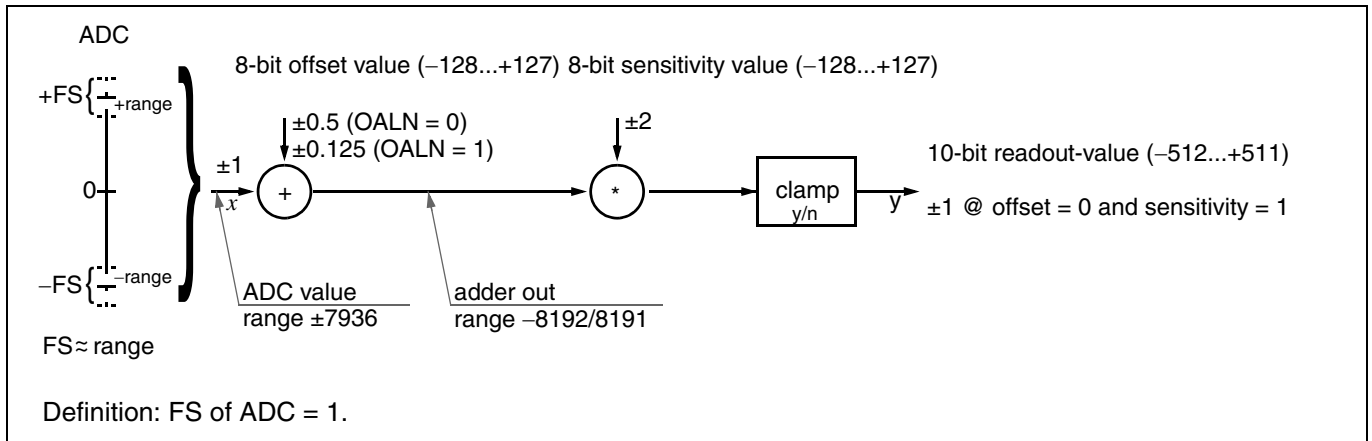 ADC
8-bit offset value (−128...+127) 8-bit sensitivity value (−128...+127)
+FS{
+range
±0.5 (OALN = 0)
±0.125 (OALN = 1)
±2
±1
x
+
*
clamp
y/n
y
10-bit readout-value (−512...+511)
±1 @ offset = 0 and sensitivity = 1
0
−FS{
−range
ADC value
range ±7936
adder out
range −8192/8191
FS≈ range
Definition: FS of ADC = 1.